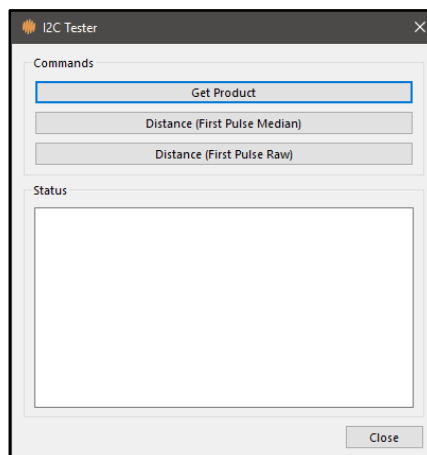 I2C Tester
Commands
Get Product
Distance (First Pulse Median)
Distance (First Pulse Raw)
Status
Close